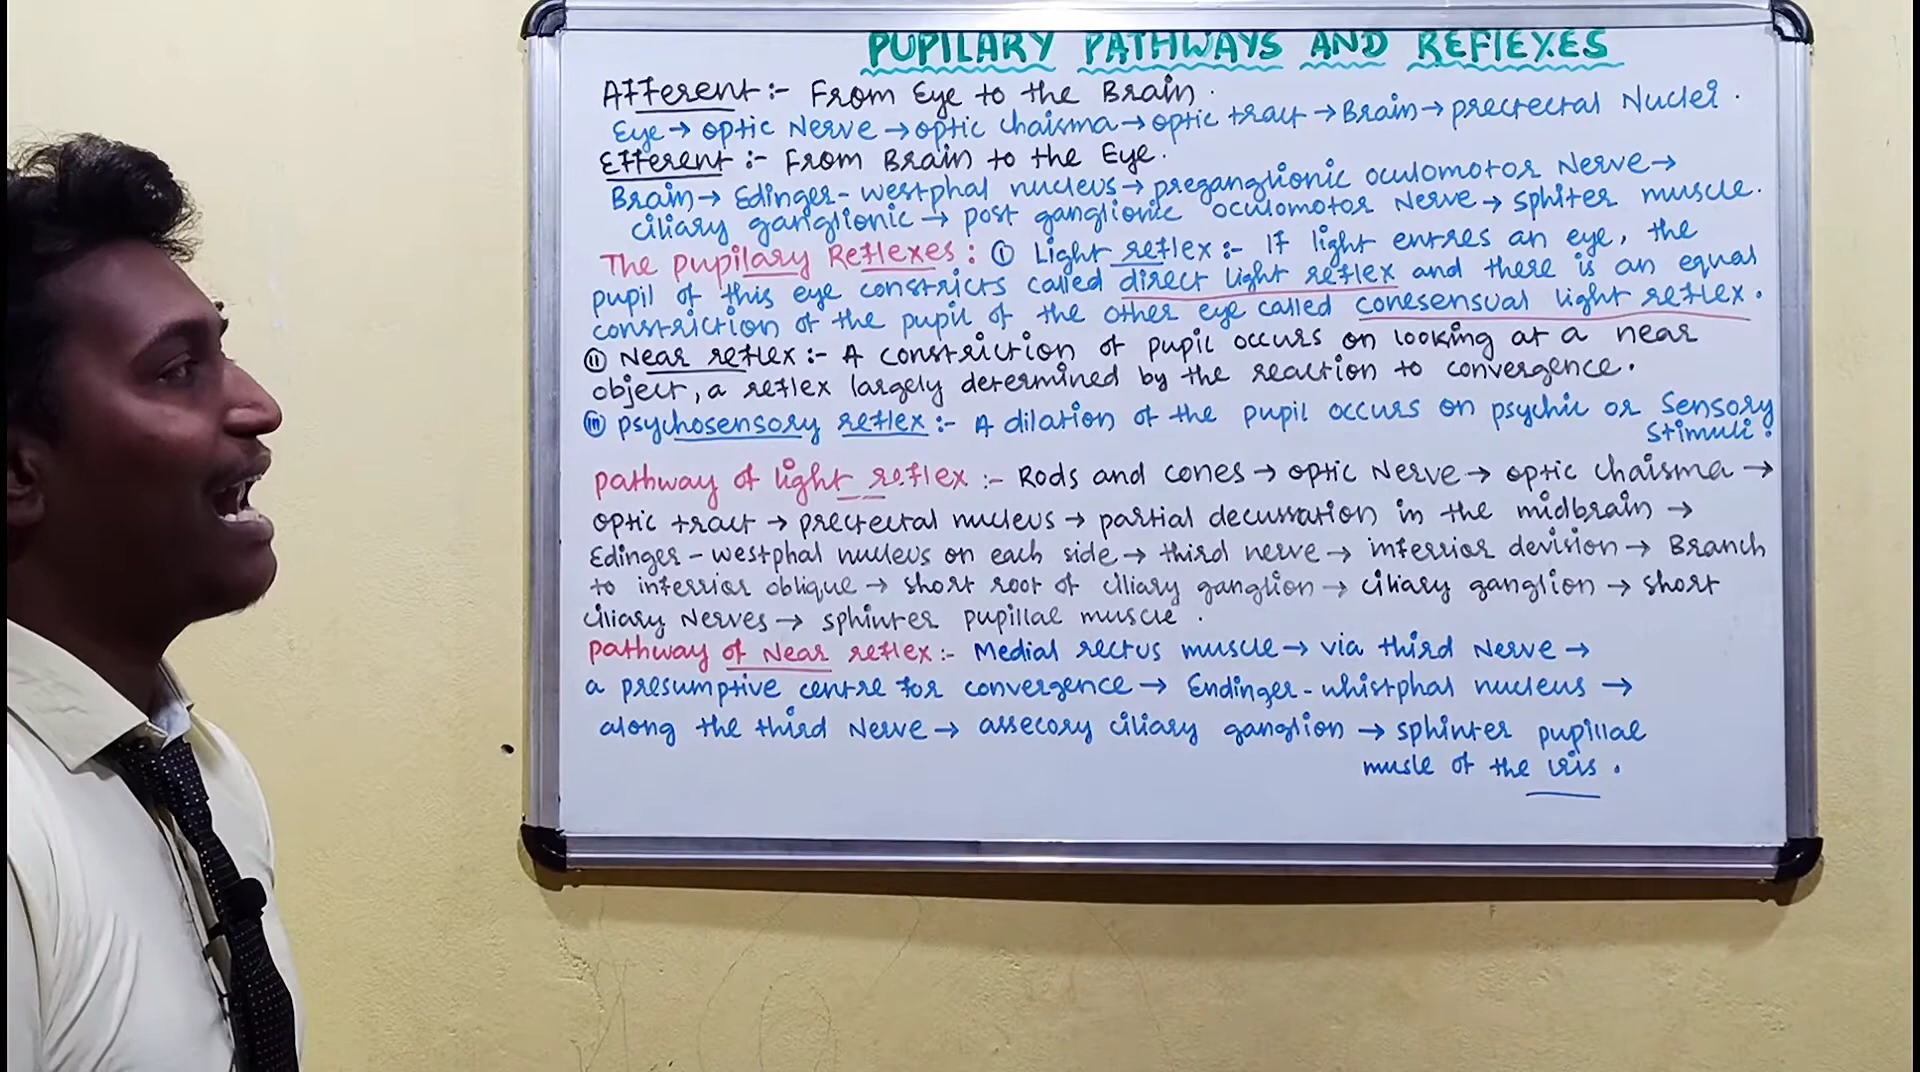 PUPILARY PATHWAYS AND REFLEXES
Afferent :- From Eye to the Brain .
Eye → optic Nerve → optic chaisma → optic tract → Brain → prectectal Nuclei .
Efferent :- From Brain to the Eye .
Brain → Edinger - westphal nucleus → preganglionic oculomotor Nerve →
ciliary ganglionic → post ganglionic oculomotor Nerve → sphiter muscle .
The pupilary Reflexes : ① Light reflex :- If light entres an eye, the
pupil of this eye constricts called direct light reflex and there is an equal
constriction of the pupil of the other eye called conesensual light reflex .
(ii) Near reflex :- A constriction of pupil occurs on looking at a near
object, a reflex largely determined by the reaction to convergence .
(iii) psychosensory reflex :- A dilation of the pupil occurs on psychic or Sensory
stimuli .
pathway of light reflex :- Rods and cones → optic Nerve → optic chaisma →
optic tract → prectectal nucleus → partial decussation in the midbrain →
Edinger - westphal nucleus on each side → third nerve → inferrior devision → Branch
to inferrior oblique → short root of ciliary ganglion → ciliary ganglion → short
ciliary Nerves → sphinter pupillal muscle .
pathway of Near reflex :- Medial rectus muscle → via third Nerve →
a presumptive centre for convergence → Endinger - whistphal nucleus →
along the third Nerve → assecory ciliary ganglion → sphinter pupillal
musle of the iris .